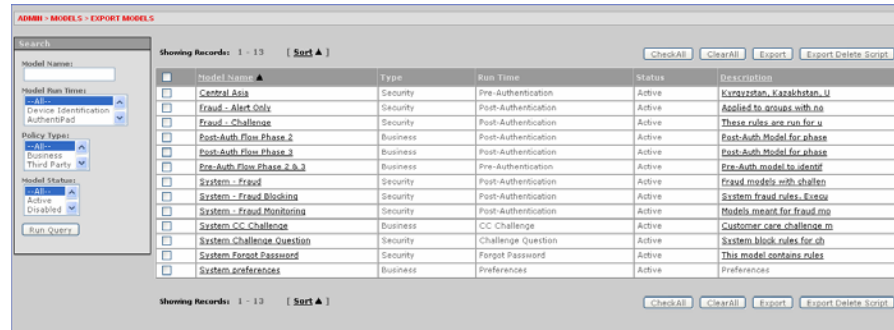 ADMIN > MODELS > EXPORT MODELS
Search
Model Name:
Model Run Time:
--All--
Device Identification
AuthentiPad
Policy Type:
--All--
Business
Third Party
Model Status:
--All--
Active
Disabled
Run Query
Showing Records: 1 - 13 [ Sort ▲ ]
CheckAll ClearAll Export Export Delete Script
Model Name▲ Type Run Time Status Description
Central Asia Security Pre-Authentication Active Kyrgyzstan, Kazakhstan, U
Fraud - Alert Only Security Post-Authentication Active Applied to groups with no
Fraud - Challenge Security Post-Authentication Active These rules are run for u
Post-Auth Flow Phase 2 Business Post-Authentication Active Post-Auth Model for phase
Post-Auth Flow Phase 3 Business Post-Authentication Active Post-Auth Model for phase
Pre-Auth Flow Phase 2 & 3 Business Pre-Authentication Active Pre-Auth model to identif
System - Fraud Security Post-Authentication Active Fraud models with challen
System - Fraud Blocking Security Post-Authentication Active System fraud rules. Execu
System - Fraud Monitoring Security Post-Authentication Active Models meant for fraud mo
System CC Challenge Business CC Challenge Active Customer care challenge m
System Challenge Question Security Challenge Question Active System block rules for ch
System Forgot Password Security Forgot Password Active This model contains rules
System preferences Business Preferences Active Preferences
Showing Records: 1 - 13 [ Sort ▲ ]
CheckAll ClearAll Export Export Delete Script